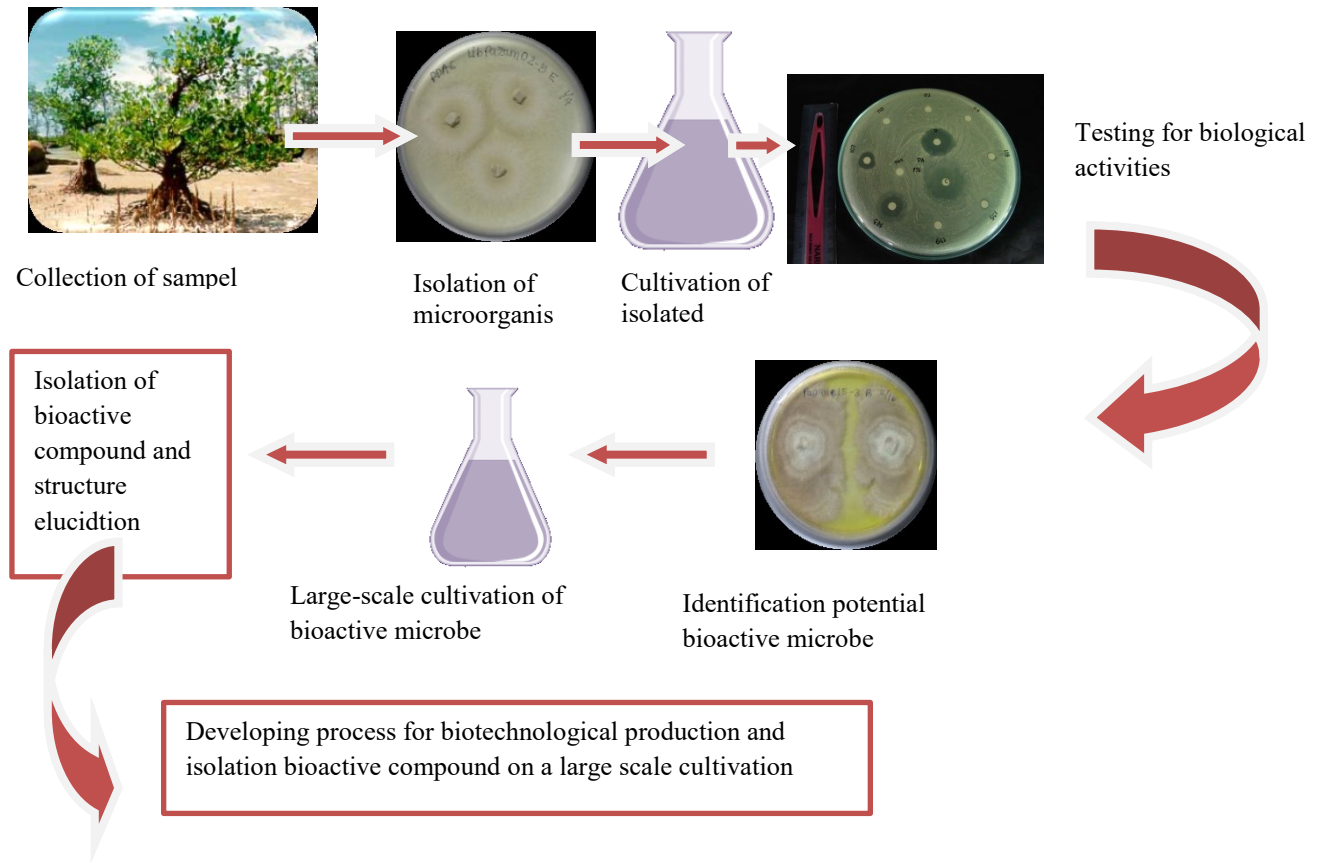 Testing for biological
activities
Collection of sampel
Isolation of
microorganis
Cultivation of
isolated
Isolation of
bioactive
compound and
structure
elucidtion
Large-scale cultivation of
bioactive microbe
Identification potential
bioactive microbe
Developing process for biotechnological production and
isolation bioactive compound on a large scale cultivation